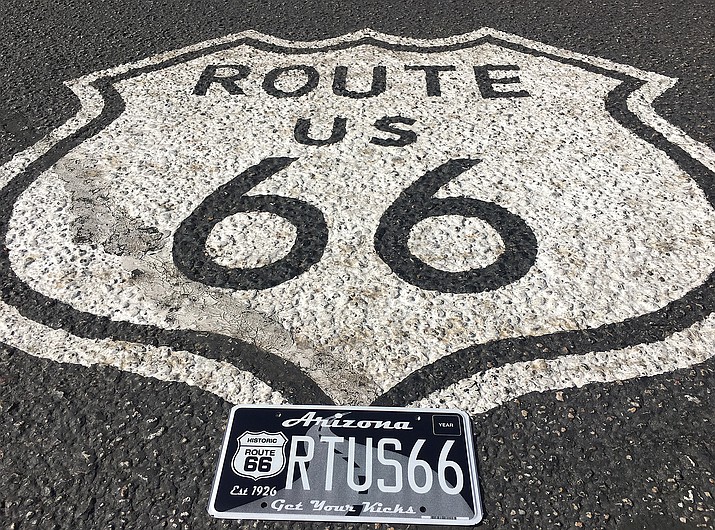 ROUTE
US
66
Arizona
YEAR
HISTORIC
ROUTE
66
RTUS66
Est 1926
Get Your Kicks